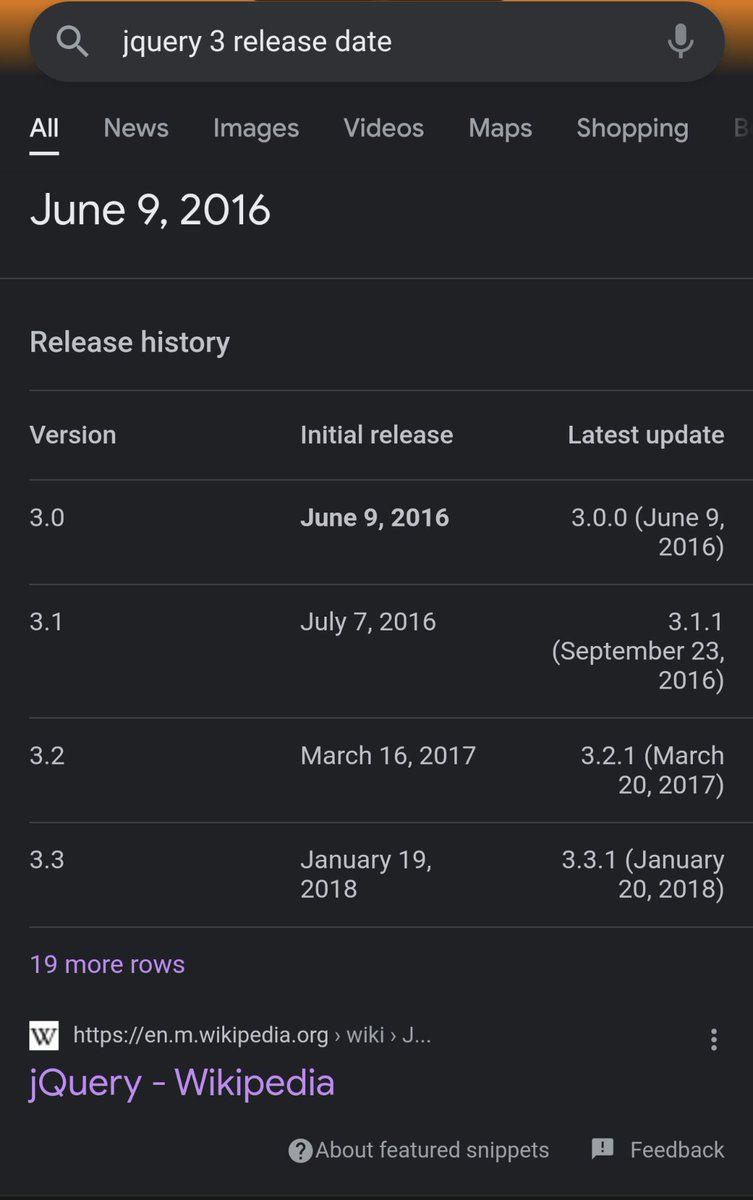 jquery 3 release date
All News Images Videos Maps Shopping
June 9, 2016
Release history
Version Initial release Latest update
3.0 June 9, 2016 3.0.0 (June 9,
2016)
3.1 July 7, 2016 3.1.1
(September 23,
2016)
3.2 March 16, 2017 3.2.1 (March
20, 2017)
3.3 January 19, 3.3.1 (January
2018 20, 2018)
19 more rows
W https://en.m.wikipedia.org › wiki › J...
jQuery - Wikipedia
About featured snippets Feedback